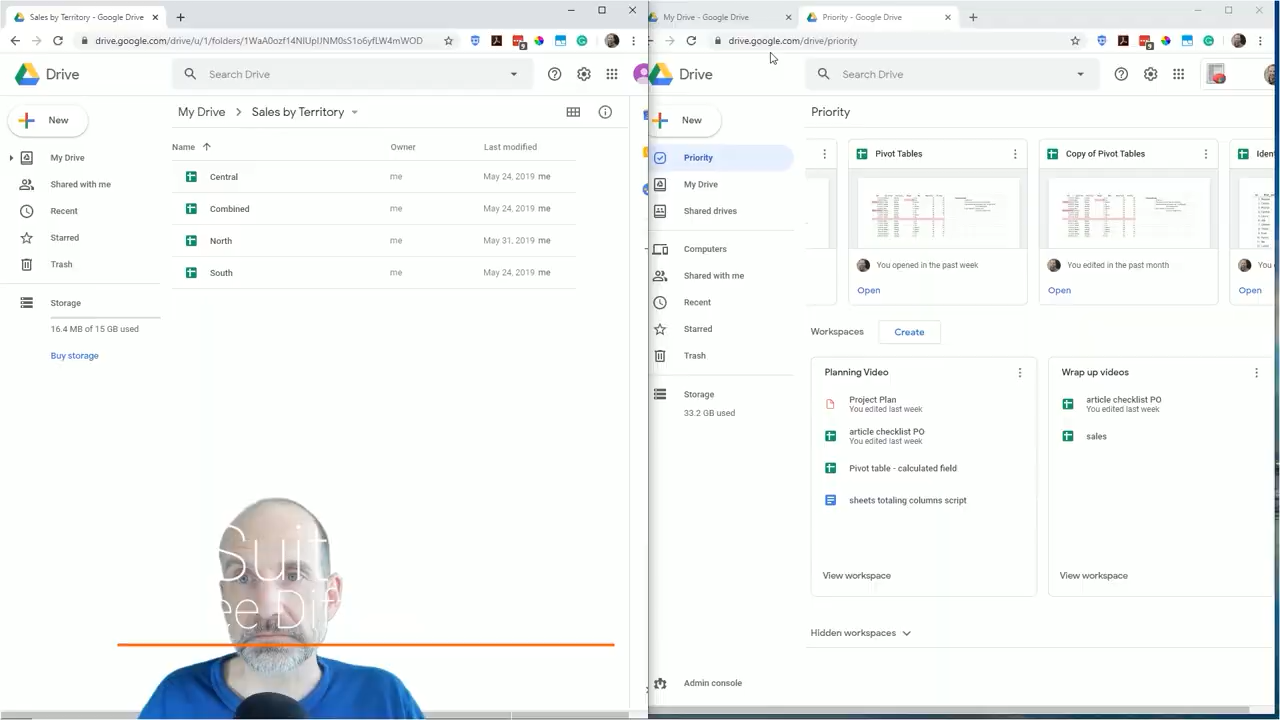 Sales by Territory - Google Drive
drive.google.com/drive/u/1/folders/1WaA0ozf14NIUpIJNM0sS1o6yfLW4mWOD
9
Drive
Search Drive
New
My Drive
Shared with me
Recent
Starred
Trash
Storage
16.4 MB of 15 GB used
Buy storage
My Drive > Sales by Territory
Name Owner Last modified
Central me May 24, 2019 me
Combined me May 24, 2019 me
North me May 31, 2019 me
South me May 24, 2019 me
Suit
ee Dif
My Drive - Google Drive
Priority - Google Drive
drive.google.com/drive/priority
9
Drive
Search Drive
New
Priority
My Drive
Shared drives
Computers
Shared with me
Recent
Starred
Trash
Storage
33.2 GB used
Admin console
Priority
Pivot Tables
You opened in the past week
Open
Copy of Pivot Tables
You edited in the past month
Open
Ident
You
Open
Workspaces
Create
Planning Video
Project Plan
You edited last week
article checklist PO
You edited last week
Pivot table - calculated field
sheets totaling columns script
View workspace
Wrap up videos
article checklist PO
You edited last week
sales
View workspace
Hidden workspaces